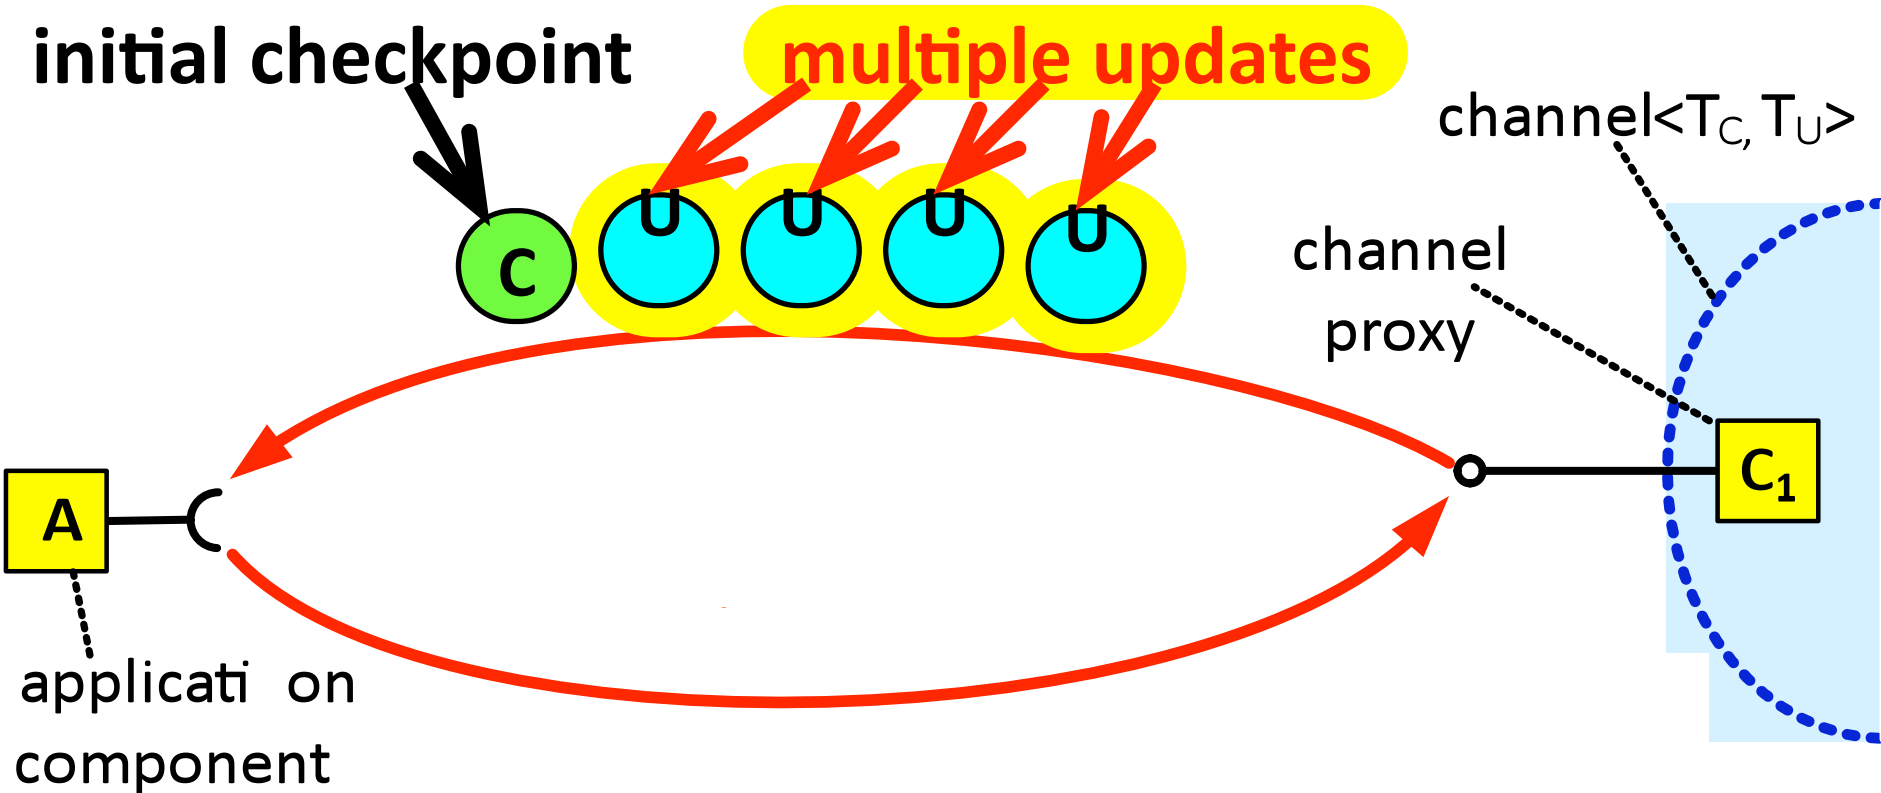 initial checkpoint
multiple updates
channel<TC, TU>
U U U U
C
channel
proxy
C1
A
applicati on
component